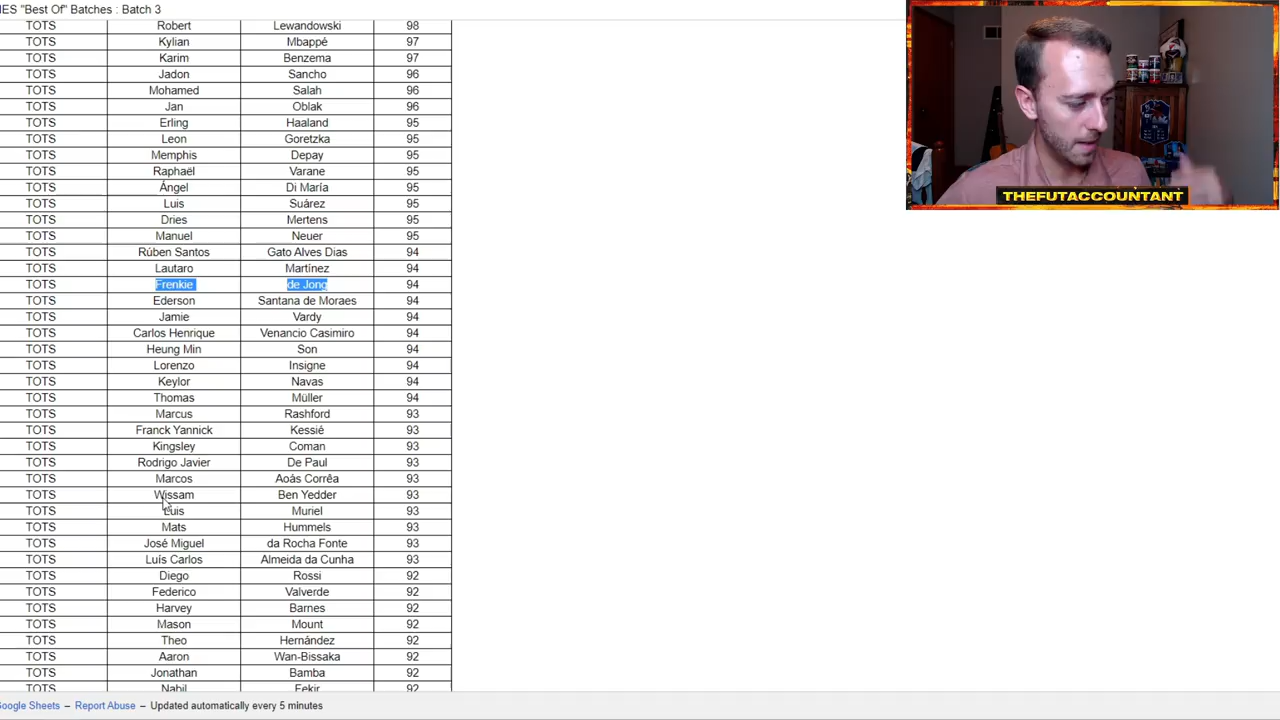 IES "Best Of" Batches : Batch 3
TOTS Robert Lewandowski 98
TOTS Kylian Mbappé 97
TOTS Karim Benzema 97
TOTS Jadon Sancho 96
TOTS Mohamed Salah 96
TOTS Jan Oblak 96
TOTS Erling Haaland 95
TOTS Leon Goretzka 95
TOTS Memphis Depay 95
TOTS Raphaël Varane 95
TOTS Ángel Di María 95
TOTS Luis Suárez 95
TOTS Dries Mertens 95
TOTS Manuel Neuer 95
TOTS Rúben Santos Gato Alves Dias 94
TOTS Lautaro Martínez 94
TOTS Frenkie de Jong 94
TOTS Ederson Santana de Moraes 94
TOTS Jamie Vardy 94
TOTS Carlos Henrique Venancio Casimiro 94
TOTS Heung Min Son 94
TOTS Lorenzo Insigne 94
TOTS Keylor Navas 94
TOTS Thomas Müller 94
TOTS Marcus Rashford 93
TOTS Franck Yannick Kessié 93
TOTS Kingsley Coman 93
TOTS Rodrigo Javier De Paul 93
TOTS Marcos Aoás Corrêa 93
TOTS Wissam Ben Yedder 93
TOTS Luis Muriel 93
TOTS Mats Hummels 93
TOTS José Miguel da Rocha Fonte 93
TOTS Luís Carlos Almeida da Cunha 93
TOTS Diego Rossi 92
TOTS Federico Valverde 92
TOTS Harvey Barnes 92
TOTS Mason Mount 92
TOTS Theo Hernández 92
TOTS Aaron Wan-Bissaka 92
TOTS Jonathan Bamba 92
TOTS Nabil Fekir 92
Google Sheets – Report Abuse – Updated automatically every 5 minutes
THEFUTACCOUNTANT